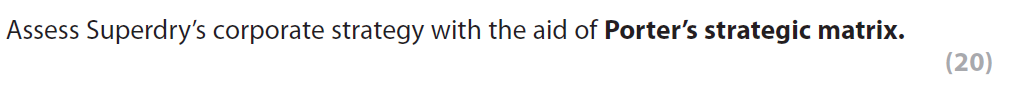 Assess Superdry’s corporate strategy with the aid of Porter’s strategic matrix.
(20)